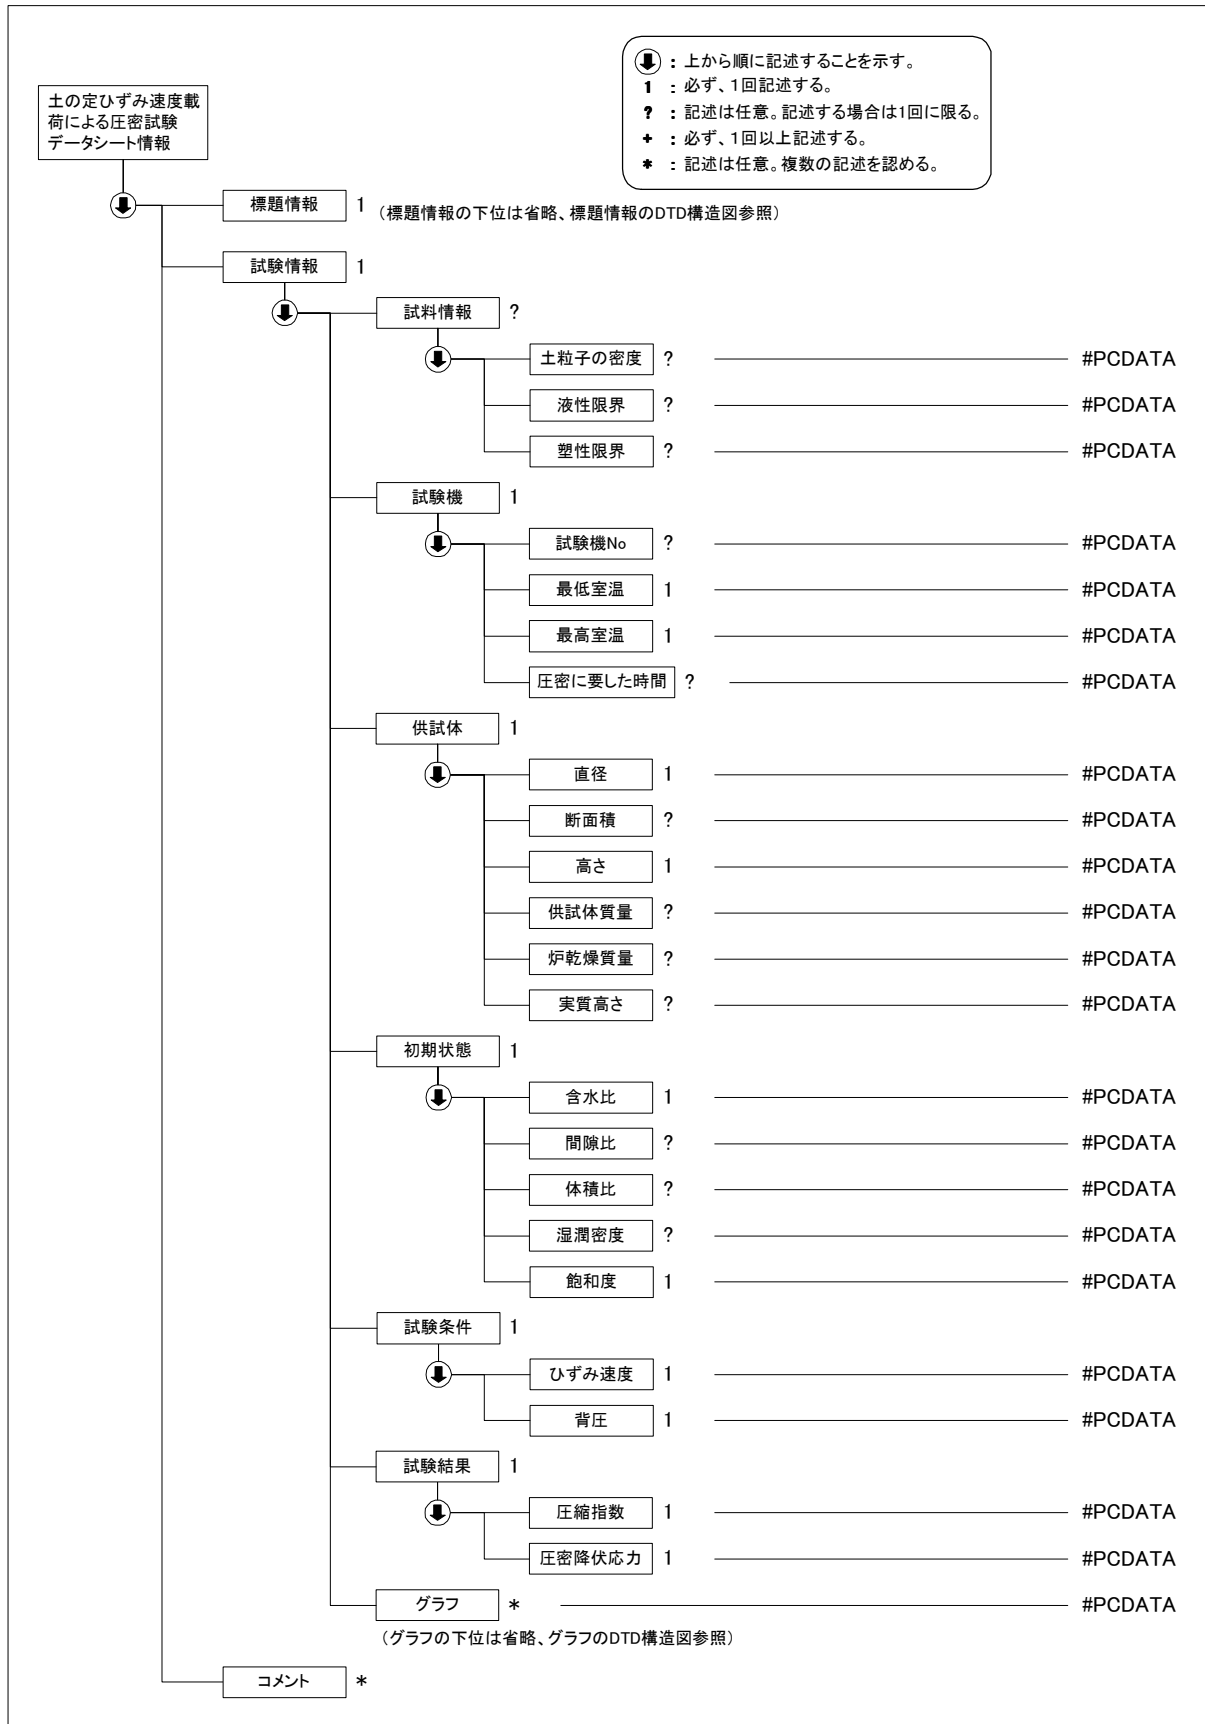 ：上から順に記述することを示す。
1：必ず、1回記述する。
?：記述は任意。記述する場合は1回に限る。
+：必ず、1回以上記述する。
*：記述は任意。複数の記述を認める。
土の定ひずみ速度載
荷による圧密試験
データシート情報
標題情報 1 （標題情報の下位は省略、標題情報のDTD構造図参照）
試験情報 1
試料情報 ?
土粒子の密度 ? #PCDATA
液性限界 ? #PCDATA
塑性限界 ? #PCDATA
試験機 1
試験機No ? #PCDATA
最低室温 1 #PCDATA
最高室温 1 #PCDATA
圧密に要した時間 ? #PCDATA
供試体 1
直径 1 #PCDATA
断面積 ? #PCDATA
高さ 1 #PCDATA
供試体質量 ? #PCDATA
炉乾燥質量 ? #PCDATA
実質高さ ? #PCDATA
初期状態 1
含水比 1 #PCDATA
間隙比 ? #PCDATA
体積比 ? #PCDATA
湿潤密度 ? #PCDATA
飽和度 1 #PCDATA
試験条件 1
ひずみ速度 1 #PCDATA
背圧 1 #PCDATA
試験結果 1
圧縮指数 1 #PCDATA
圧密降伏応力 1 #PCDATA
グラフ * #PCDATA
（グラフの下位は省略、グラフのDTD構造図参照）
コメント *